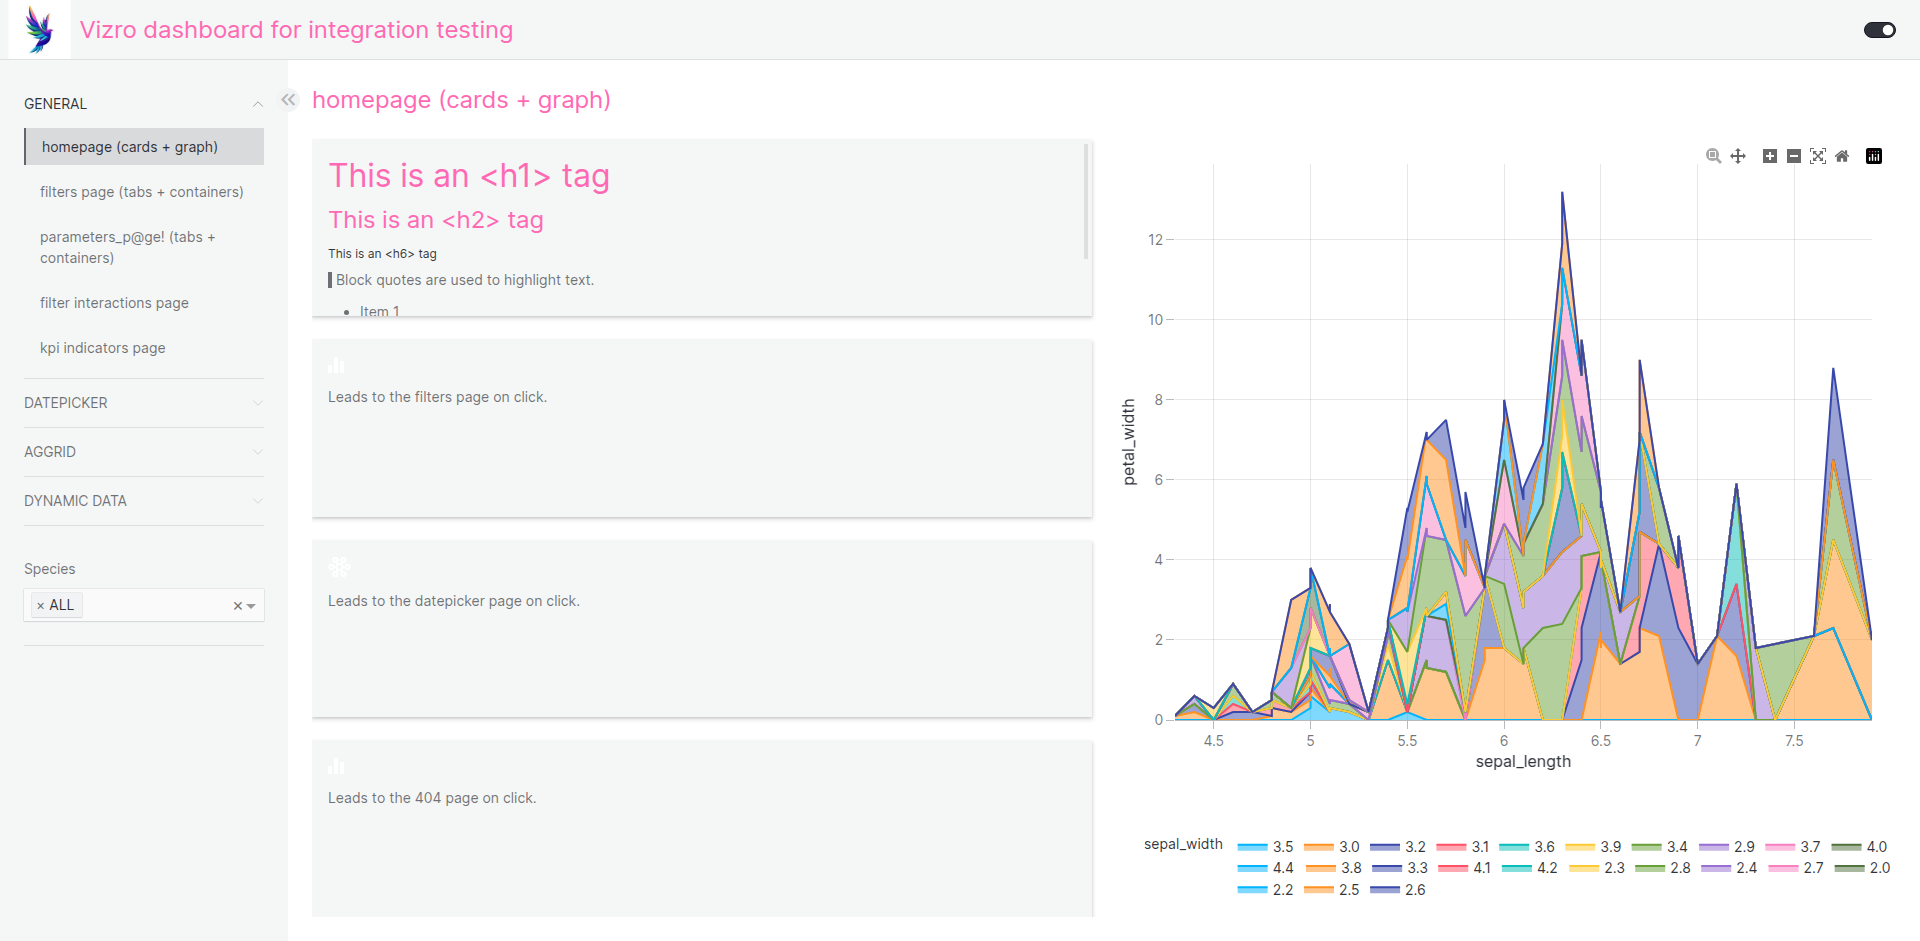 Vizro dashboard for integration testing
GENERAL
homepage (cards + graph)
filters page (tabs + containers)
parameters_p@ge! (tabs +
containers)
filter interactions page
kpi indicators page
DATEPICKER
AGGRID
DYNAMIC DATA
Species
× ALL
homepage (cards + graph)
This is an <h1> tag
This is an <h2> tag
This is an <h6> tag
Block quotes are used to highlight text.
• Item 1
Leads to the filters page on click.
Leads to the datepicker page on click.
Leads to the 404 page on click.
12
10
8
6
4
2
0
petal_width
4.5 5 5.5 6 6.5 7 7.5
sepal_length
sepal_width
3.5 3.0 3.2 3.1 3.6 3.9 3.4 2.9 3.7 4.0
4.4 3.8 3.3 4.1 4.2 2.3 2.8 2.4 2.7 2.0
2.2 2.5 2.6